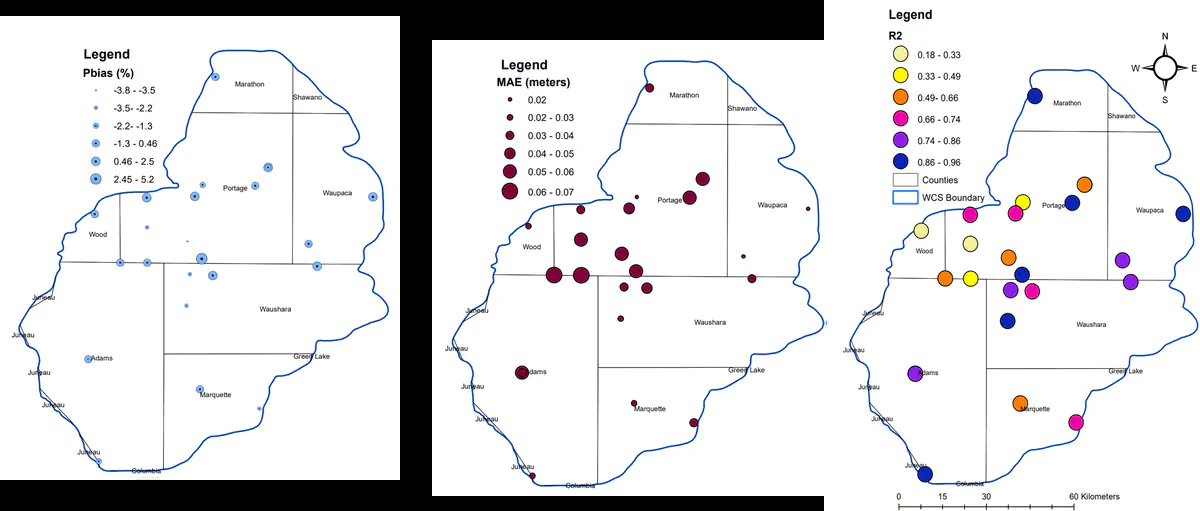 Legend
Pbias (%)
-3.8 - -3.5
-3.5- -2.2
-2.2- -1.3
-1.3 - 0.46
0.46 - 2.5
2.45 - 5.2
Marathon
Shawano
Portage
Waupaca
Wood
Juneau
Waushara
Juneau
Adams
Green Lake
Juneau
Marquette
Juneau
Juneau
Columbia
Legend
MAE (meters)
0.02
0.02 - 0.03
0.03 - 0.04
0.04 - 0.05
0.05 - 0.06
0.06 - 0.07
Marathon
Shawano
Portage
Waupaca
Wood
Juneau
Waushara
Juneau
Adams
Green Lake
Juneau
Marquette
Juneau
Juneau
Columbia
Legend
R2
0.18 - 0.33
0.33 - 0.49
0.49- 0.66
0.66 - 0.74
0.74 - 0.86
0.86 - 0.96
Counties
WCS Boundary
N
W
E
S
Marathon
Shawano
Portage
Waupaca
Wood
Juneau
Waushara
Juneau
Adams
Green Lake
Juneau
Marquette
Juneau
Juneau
Columbia
0 15 30 60 Kilometers